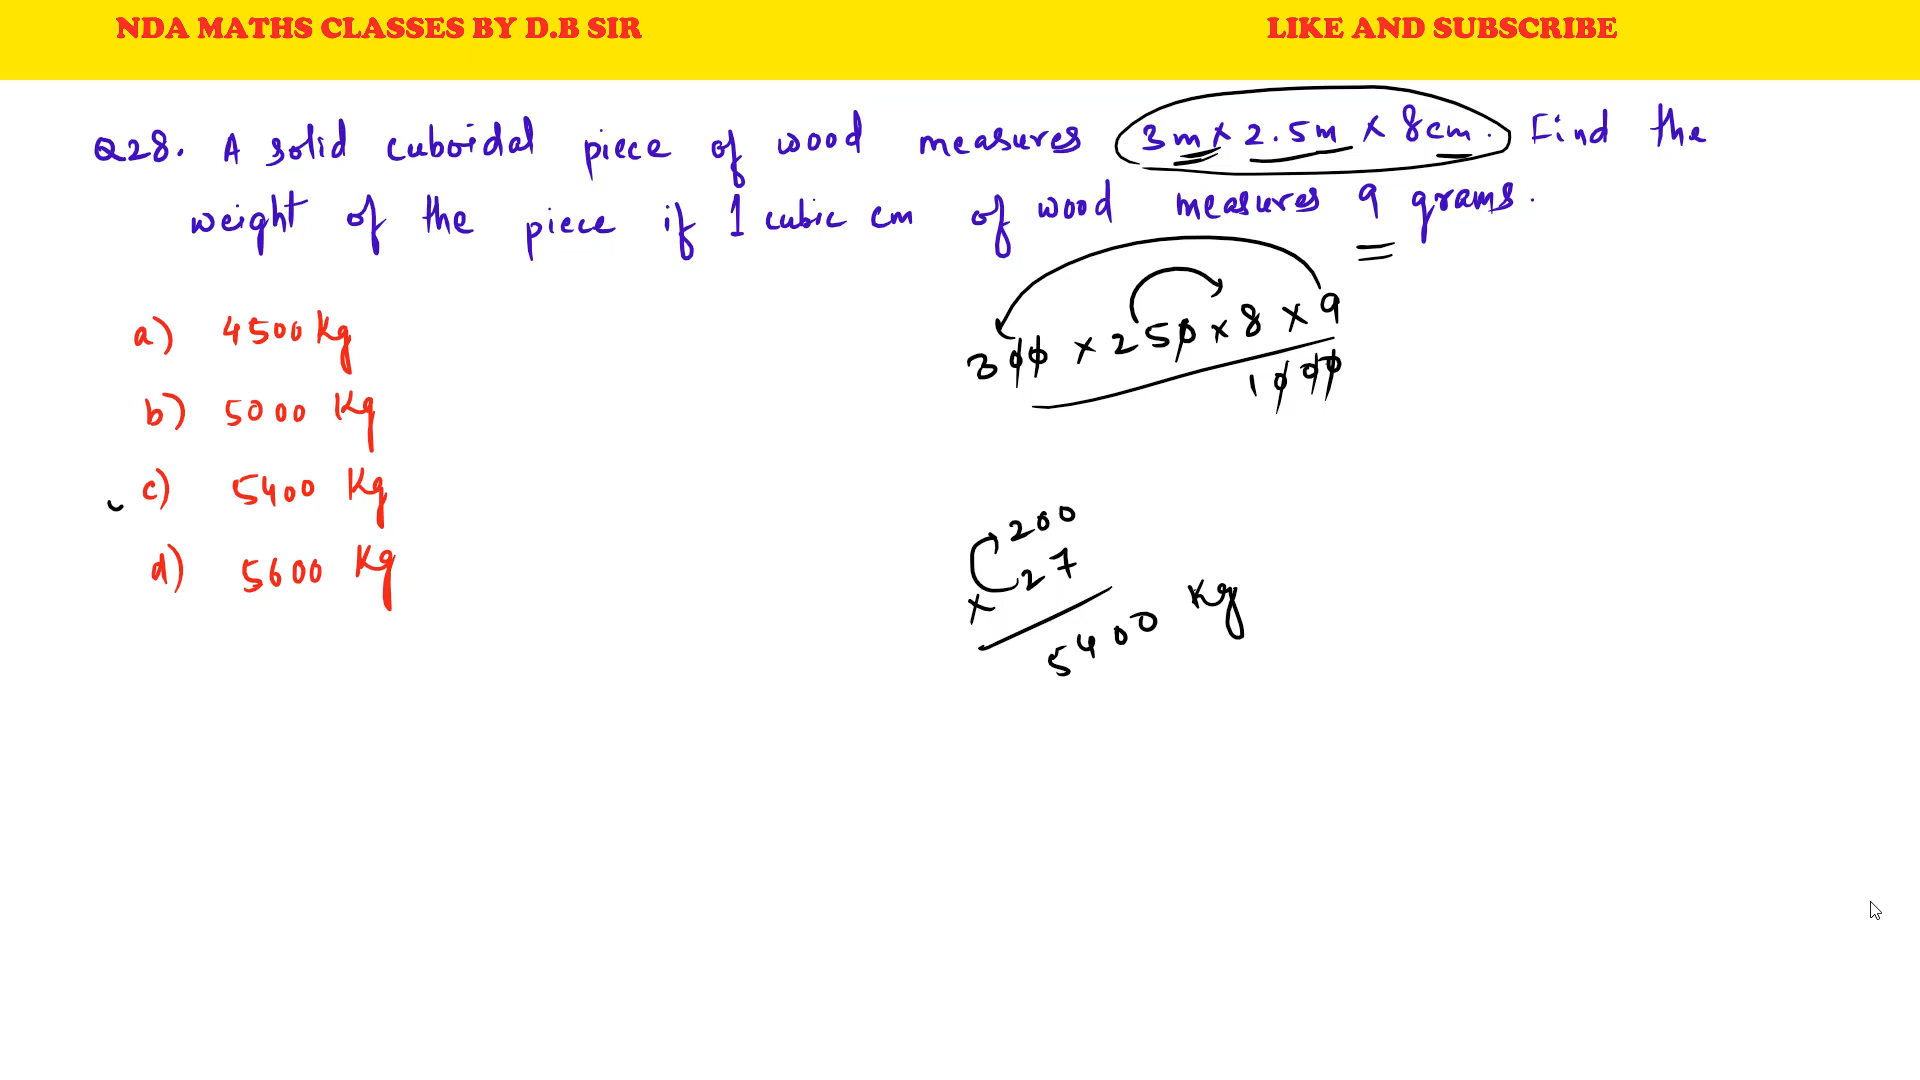 NDA MATHS CLASSES BY D.B SIR
LIKE AND SUBSCRIBE
Q28. A solid cuboidal piece of wood measures 3m x 2.5m x 8cm. Find the
weight of the piece if 1 cubic cm of wood measures 9 grams.
a) 4500 Kg
b) 5000 Kg
c) 5400 Kg
d) 5600 Kg
300 x 250 x 8 x 9
1000
200
x 27
5400 Kg